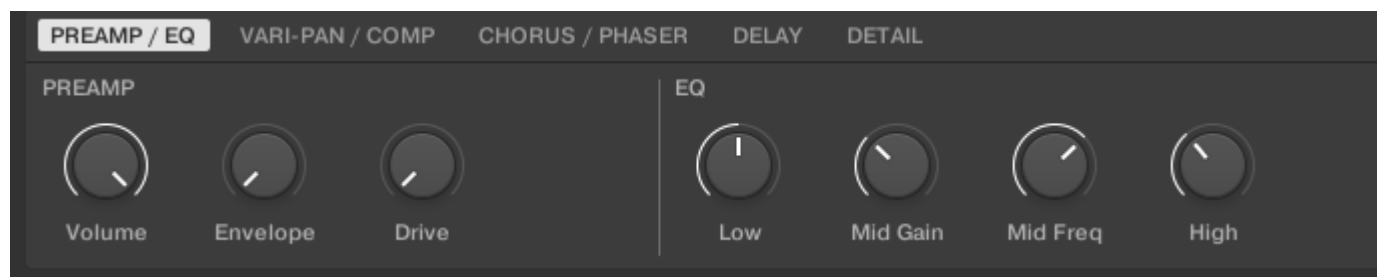 PREAMP / EQ VARI-PAN / COMP CHORUS / PHASER DELAY DETAIL
PREAMP EQ
Volume Envelope Drive Low Mid Gain Mid Freq High